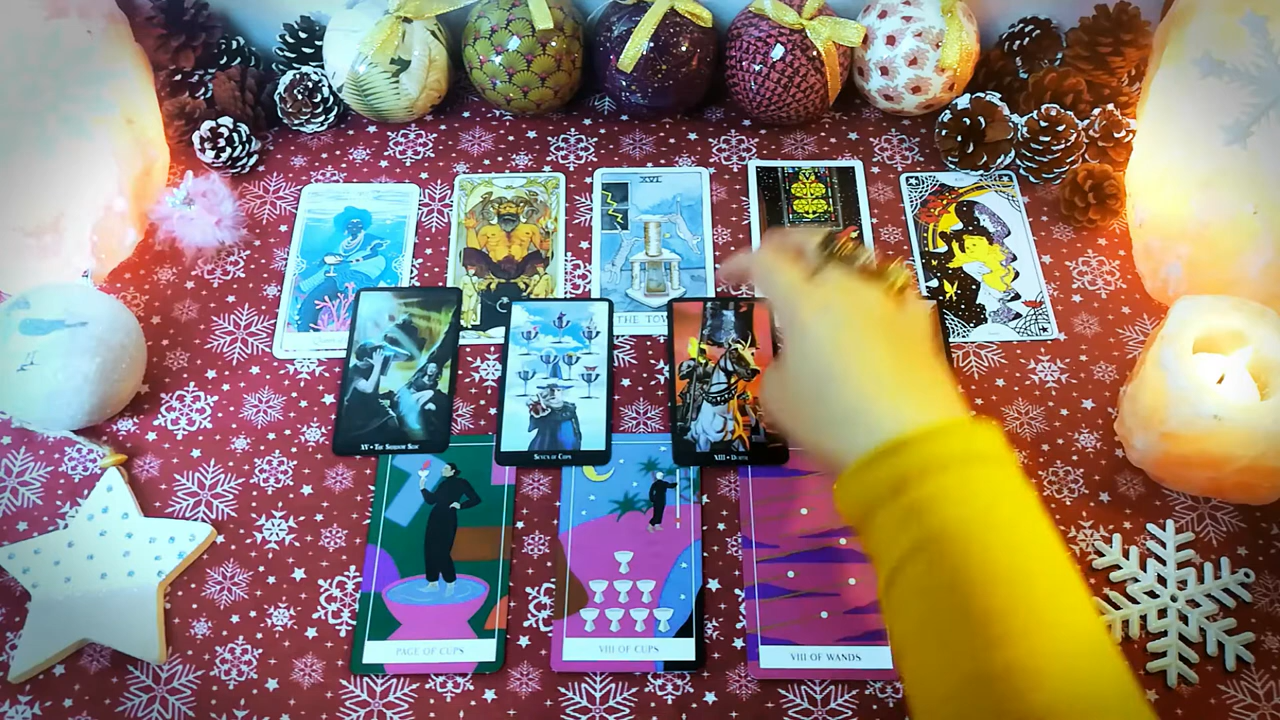 XVI
THE TOW
XV • THE SHADOW SIDE
SEVEN OF CUPS
XIII • DEATH
PAGE OF CUPS
VIII OF CUPS
VIII OF WANDS